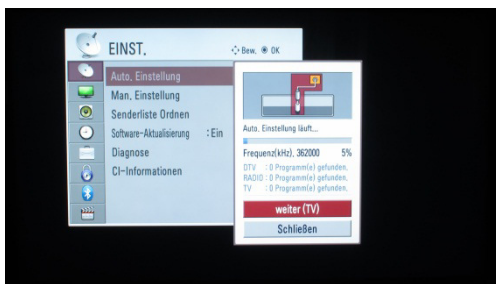 EINST.
Bew. OK
Auto. Einstellung
Man. Einstellung
Senderliste Ordnen
Software-Aktualisierung : Ein
Diagnose
CI-Informationen
Auto. Einstellung läuft...
Frequenz(kHz). 362000 5%
DTV : 0 Programm(e) gefunden.
RADIO : 0 Programm(e) gefunden.
TV : 0 Programm(e) gefunden.
weiter (TV)
Schließen